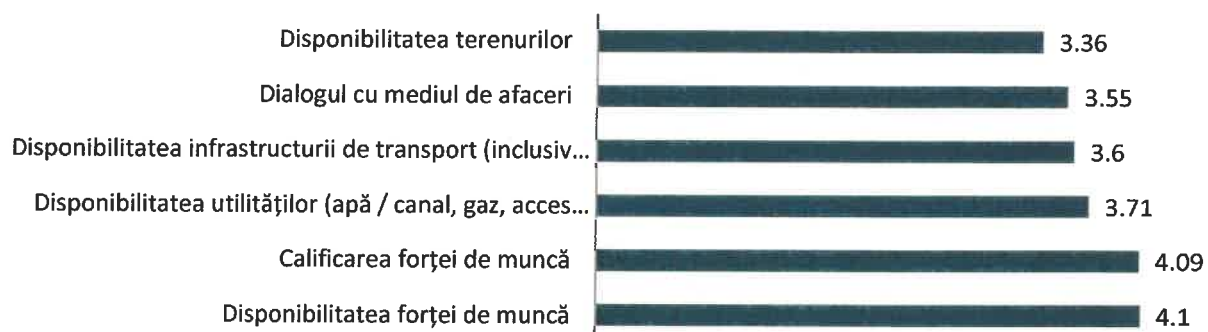 Disponibilitatea terenurilor 3.36
Dialogul cu mediul de afaceri 3.55
Disponibilitatea infrastructurii de transport (inclusiv... 3.6
Disponibilitatea utilităților (apă / canal, gaz, acces... 3.71
Calificarea forței de muncă 4.09
Disponibilitatea forței de muncă 4.1